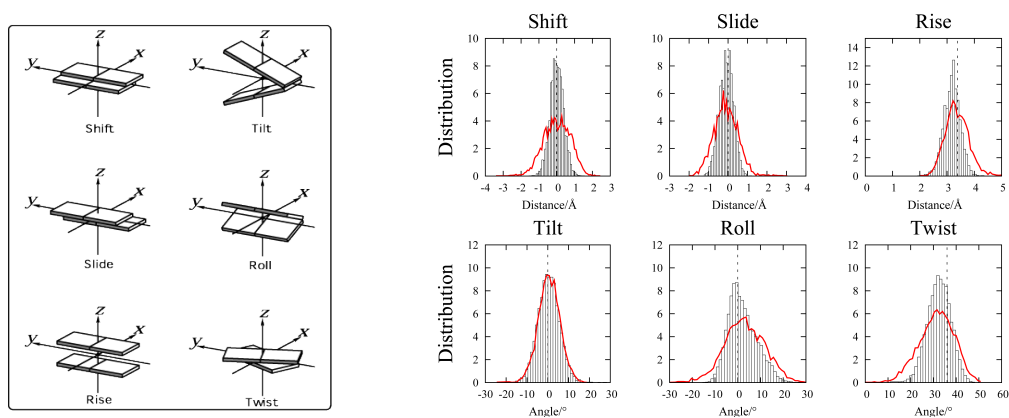 z
x
y
Shift
z
x
y
Tilt
z
x
y
Slide
z
x
y
Roll
z
x
y
Rise
z
x
y
Twist
Shift
Distribution
10
8
6
4
2
0
-4 -3 -2 -1 0 1 2 3
Distance/Å
Slide
10
8
6
4
2
0
-4 -3 -2 -1 0 1 2 3 4
Distance/Å
Rise
14
12
10
8
6
4
2
0
0 1 2 3 4 5
Distance/Å
Tilt
Distribution
12
10
8
6
4
2
0
-30 -20 -10 0 10 20 30
Angle/°
Roll
12
10
8
6
4
2
0
-30 -20 -10 0 10 20 30
Angle/°
Twist
12
10
8
6
4
2
0
0 10 20 30 40 50 60
Angle/°